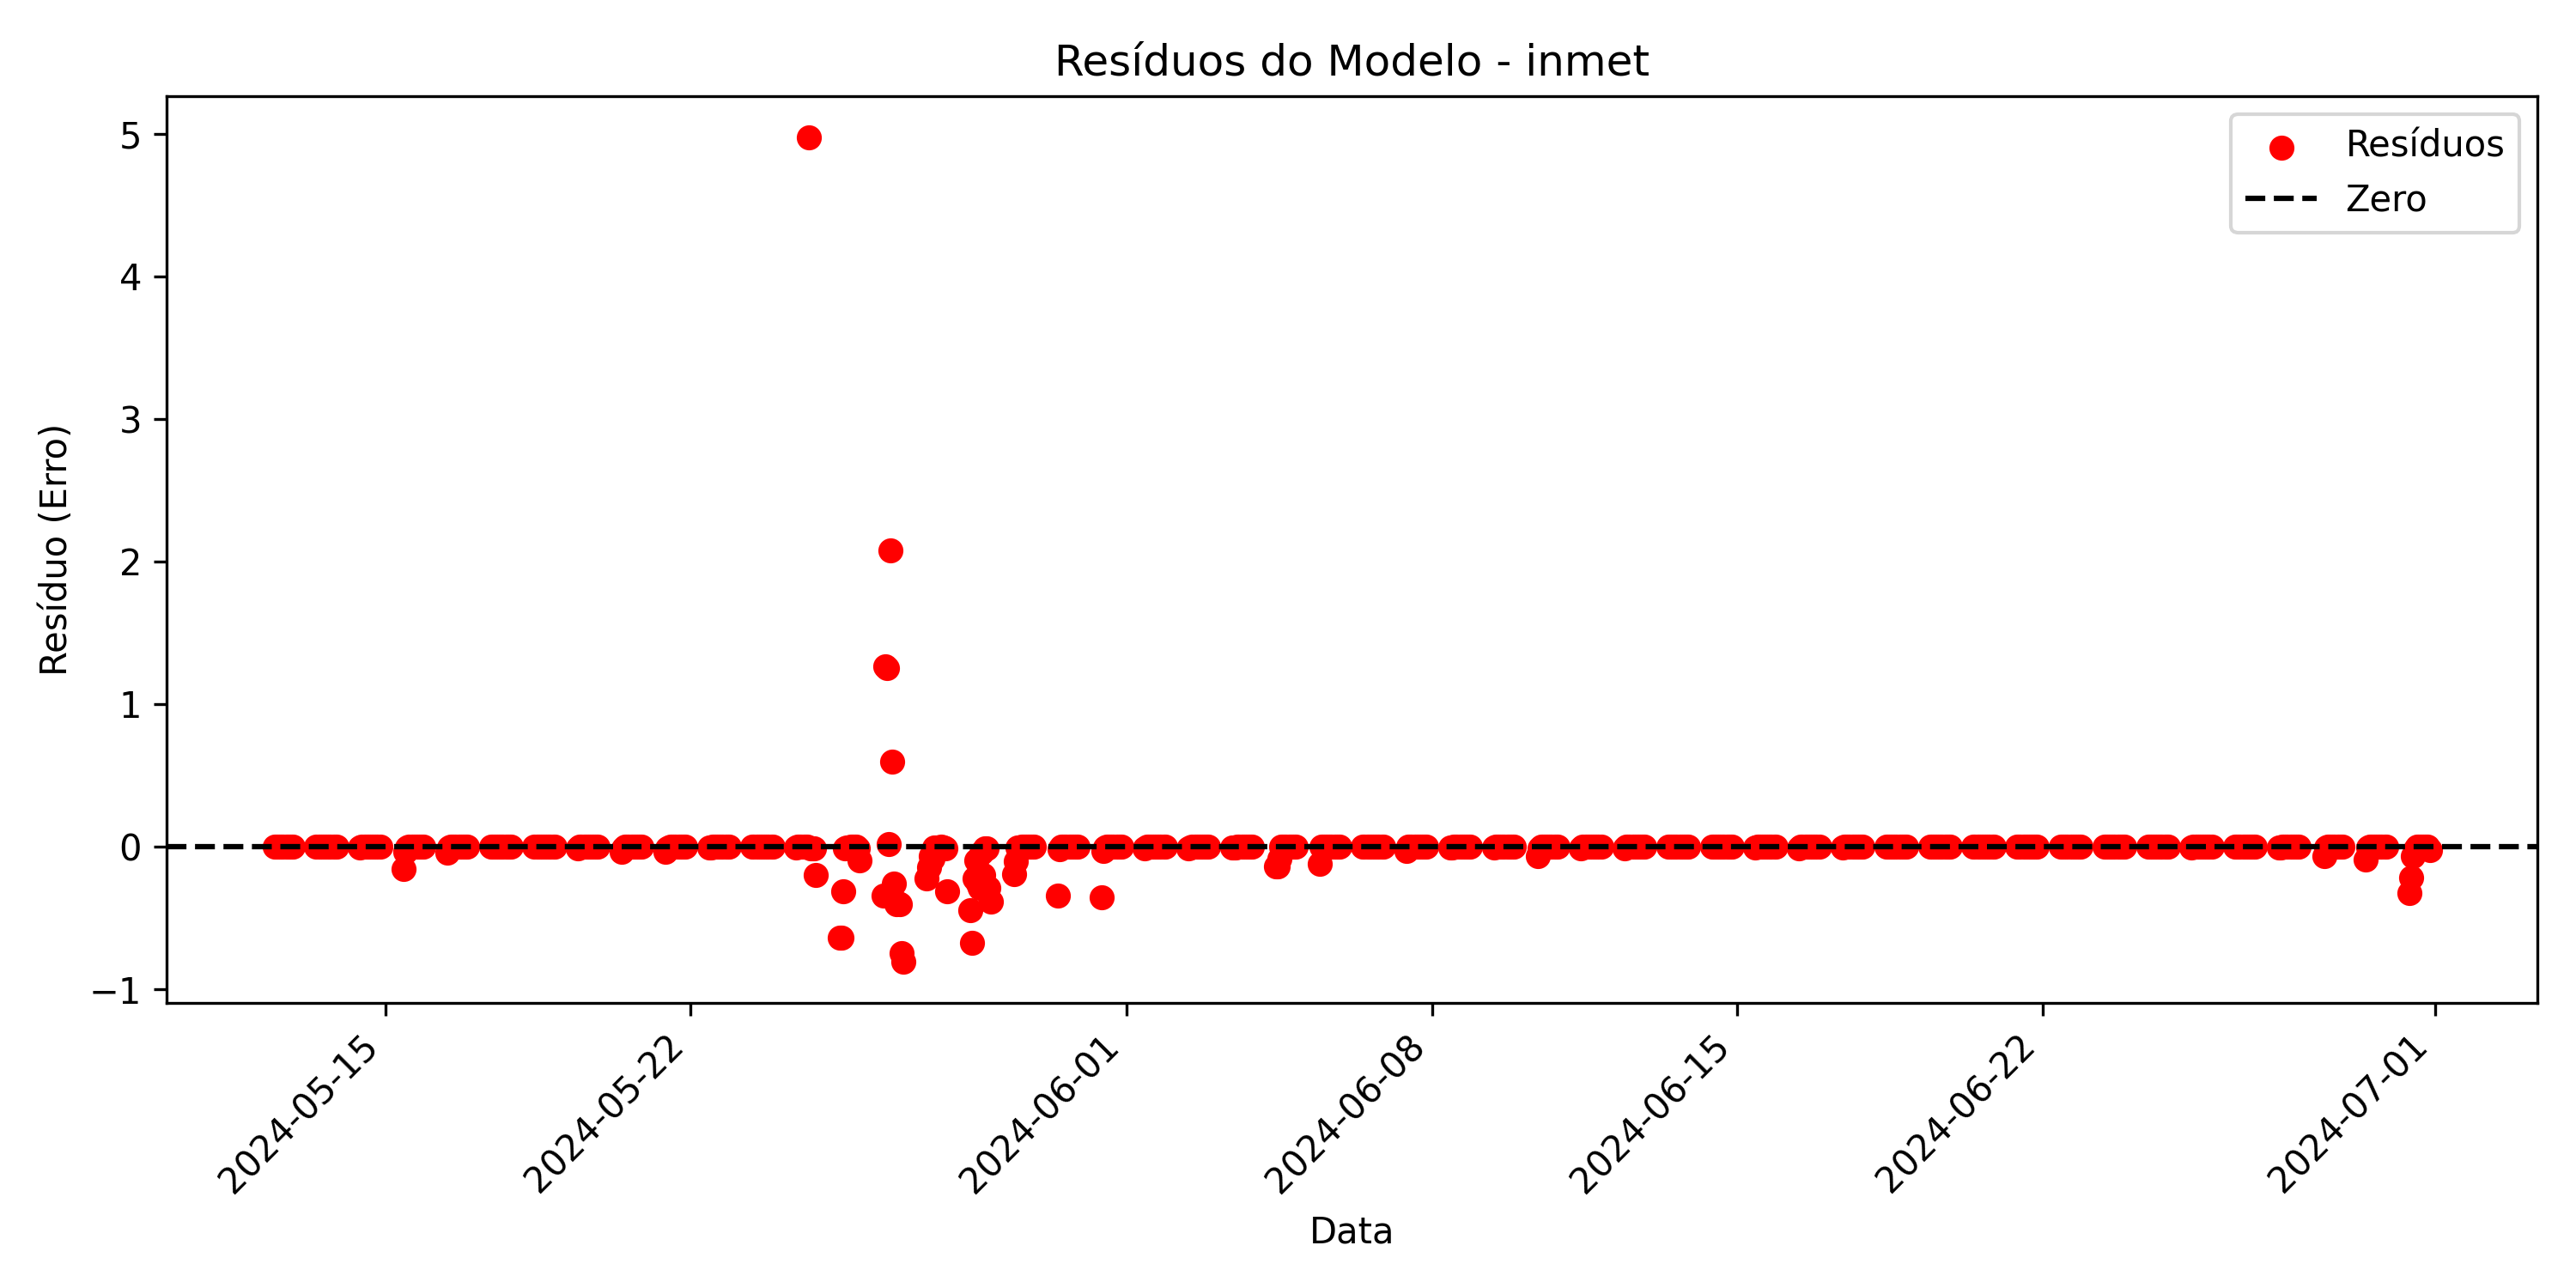 Resíduos do Modelo - inmet
Resíduos
Zero
Resíduo (Erro)
5
4
3
2
1
0
−1
2024-05-15
2024-05-22
2024-06-01
2024-06-08
2024-06-15
2024-06-22
2024-07-01
Data